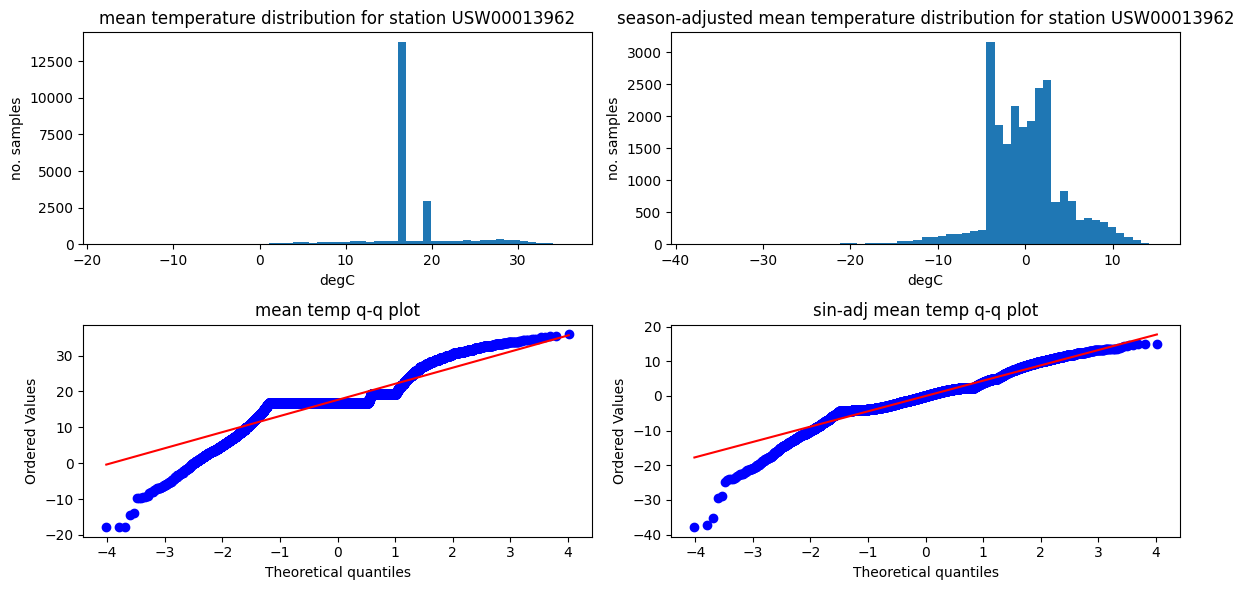 mean temperature distribution for station USW00013962
12500
10000
7500
5000
2500
0
no. samples
−20 −10 0 10 20 30
degC
season-adjusted mean temperature distribution for station USW00013962
3000
2500
2000
1500
1000
500
0
no. samples
−40 −30 −20 −10 0 10
degC
mean temp q-q plot
30
20
10
0
−10
−20
Ordered Values
−4 −3 −2 −1 0 1 2 3 4
Theoretical quantiles
sin-adj mean temp q-q plot
20
10
0
−10
−20
−30
−40
Ordered Values
−4 −3 −2 −1 0 1 2 3 4
Theoretical quantiles